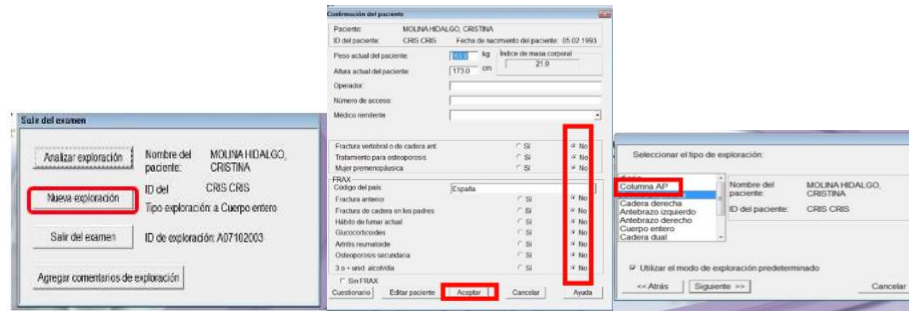 Salir del examen
Analizar exploración
Nombre del paciente: MOLINA HIDALGO, CRISTINA
Nueva exploración
ID del CRIS CRIS
Tipo exploración: a Cuerpo entero
Salir del examen
ID de exploración: A07102003
Agregar comentarios de exploración
Confirmación del paciente
Paciente: MOLINA HIDALGO, CRISTINA
ID del paciente: CRIS CRIS Fecha de nacimiento del paciente: 05.02.1993
Peso actual del paciente: kg Índice de masa corporal
21.9
Altura actual del paciente: 173.0 cm
Operador:
Número de acceso:
Médico remitente:
Fractura vertebral o de cadera ant. Sí No
Tratamiento para osteoporosis Sí No
Mujer premenopáusica Sí No
FRAX
Código del país: España
Fractura anterior Sí No
Fractura de cadera en los padres Sí No
Hábito de fumar actual Sí No
Glucocorticoides Sí No
Artritis reumatoide Sí No
Osteoporosis secundaria Sí No
3 o + unid. alcohol/día Sí No
Sin FRAX
Cuestionario Editar paciente Aceptar Cancelar Ayuda
Seleccionar el tipo de exploración:
Columna AP
Cadera derecha
Antebrazo izquierdo
Antebrazo derecho
Cuerpo entero
Cadera dual
Nombre del paciente: MOLINA HIDALGO, CRISTINA
ID del paciente: CRIS CRIS
Utilizar el modo de exploración predeterminado
<< Atrás Siguiente >> Cancelar